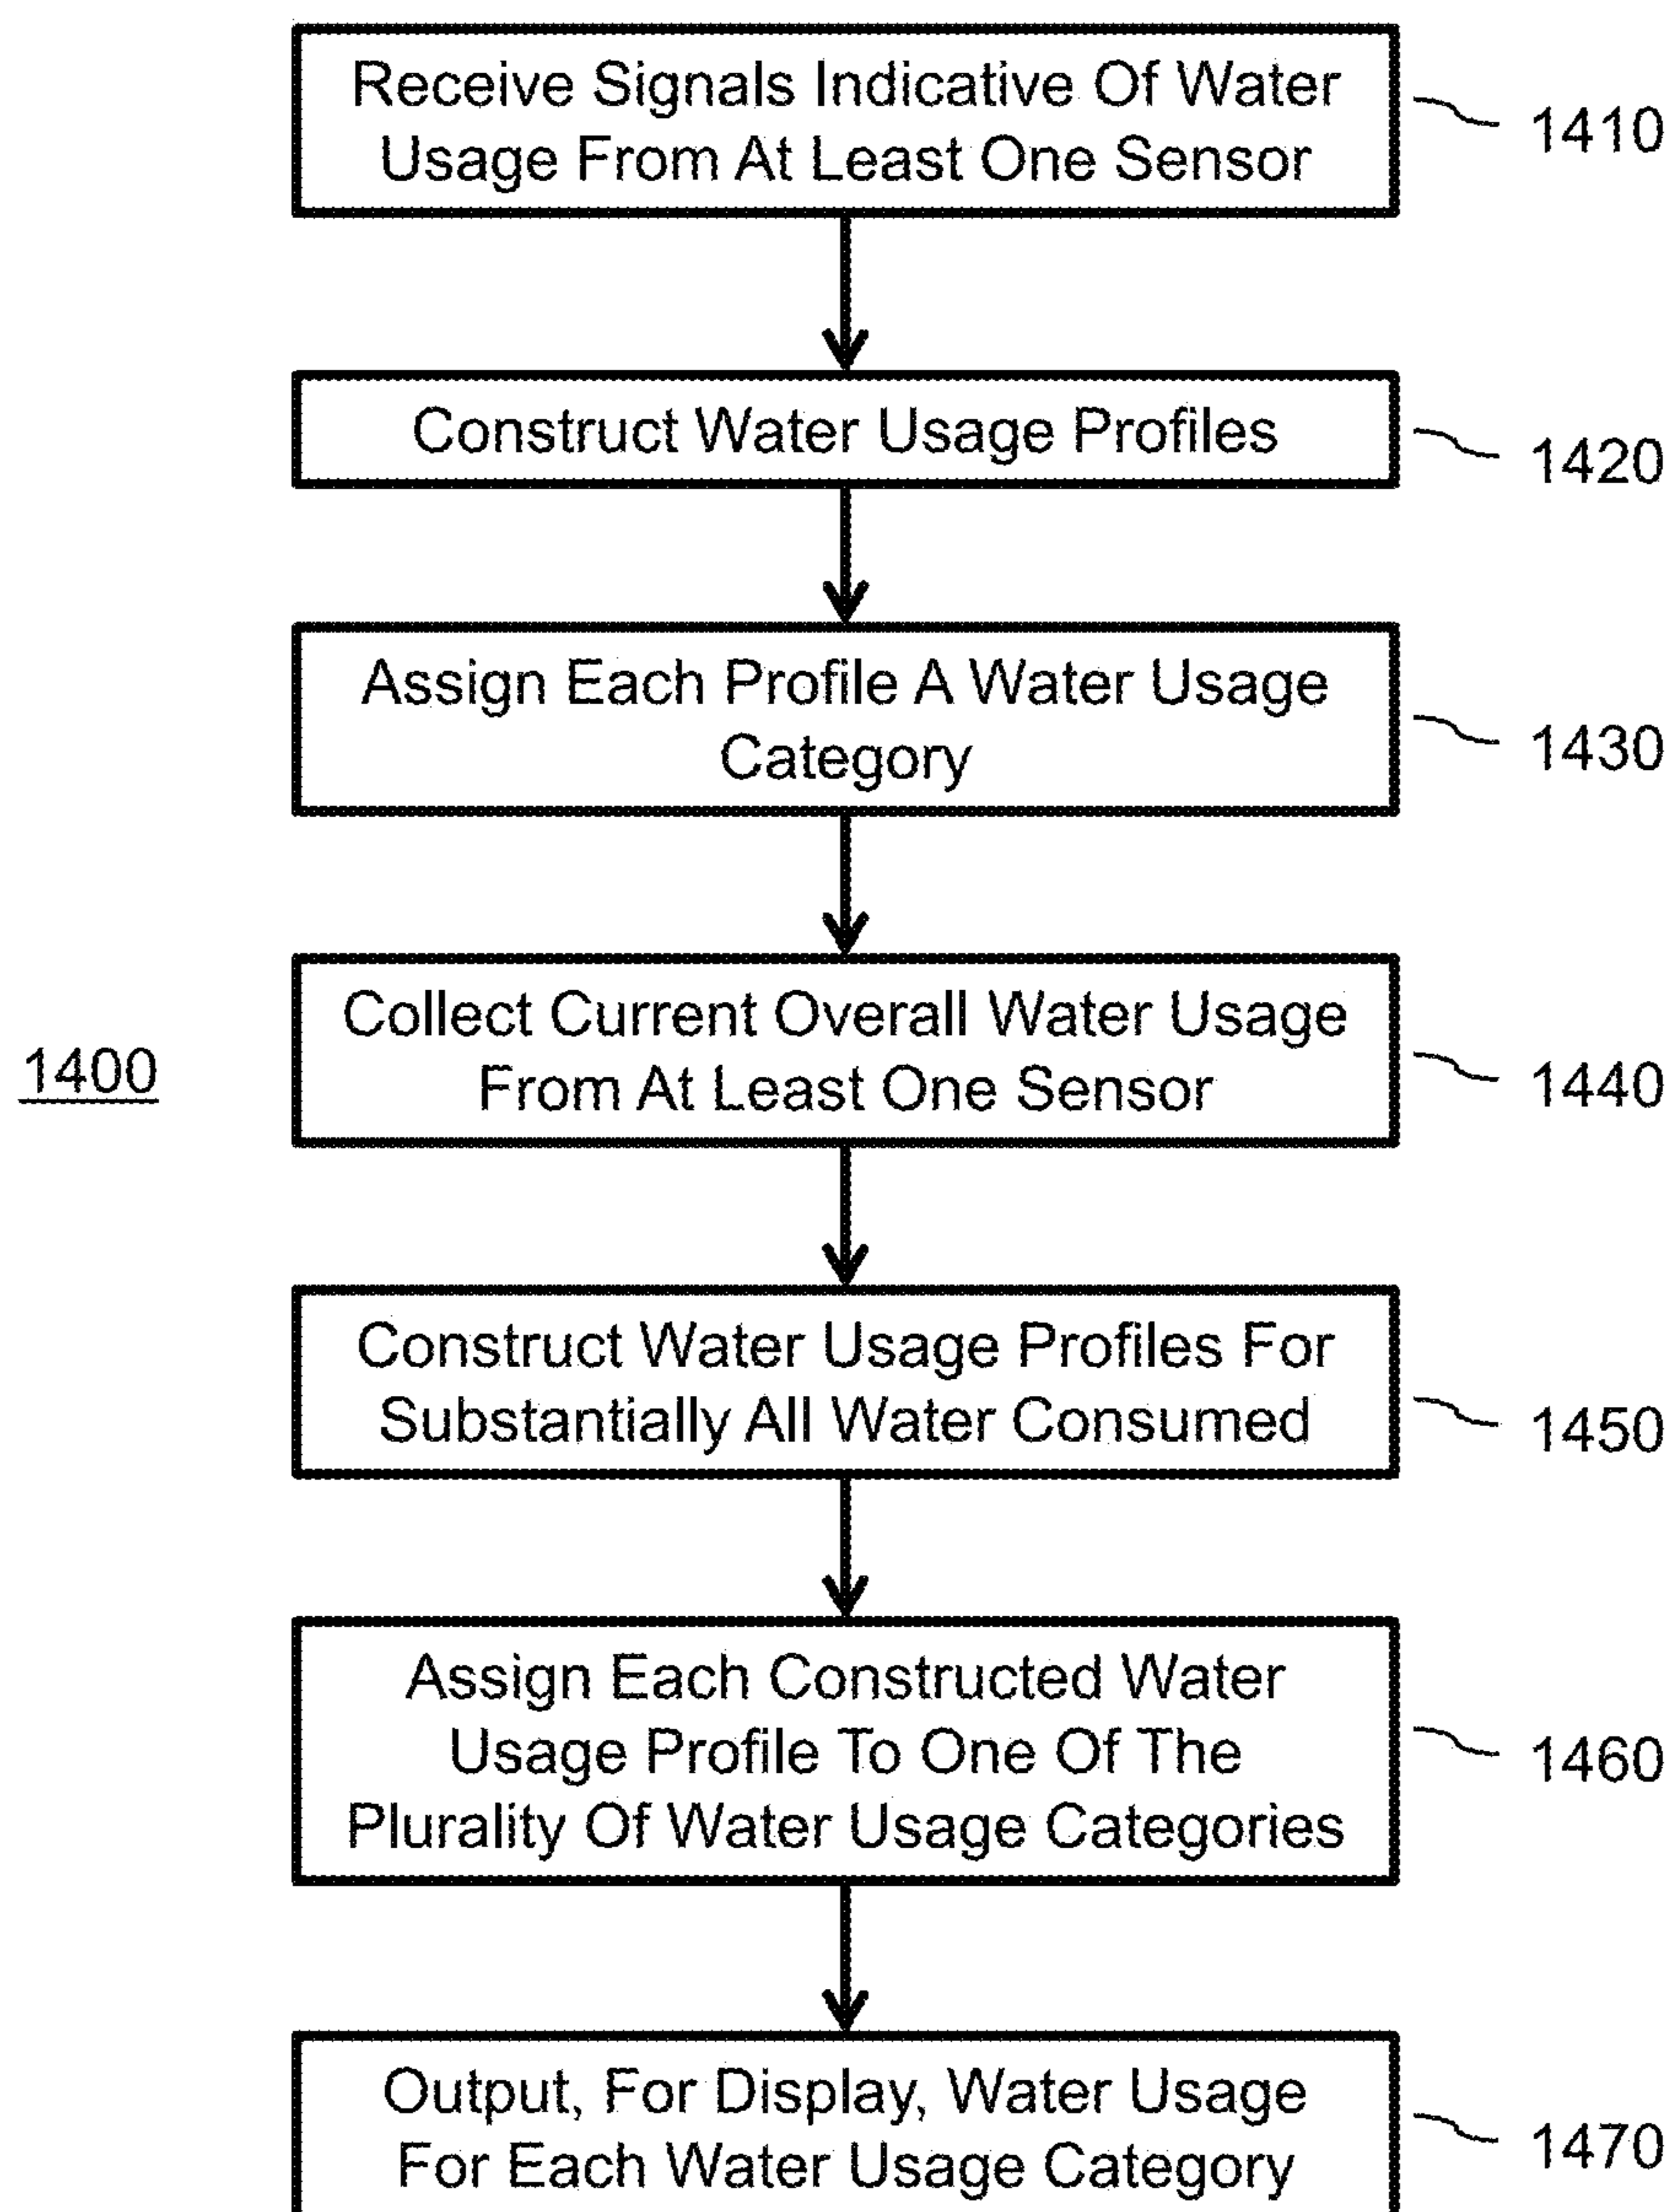 Receive Signals Indicative Of Water
Usage From At Least One Sensor
1410
Construct Water Usage Profiles
1420
Assign Each Profile A Water Usage
Category
1430
Collect Current Overall Water Usage
From At Least One Sensor
1440
1400
Construct Water Usage Profiles For
Substantially All Water Consumed
1450
Assign Each Constructed Water
Usage Profile To One Of The
Plurality Of Water Usage Categories
1460
Output, For Display, Water Usage
For Each Water Usage Category
1470